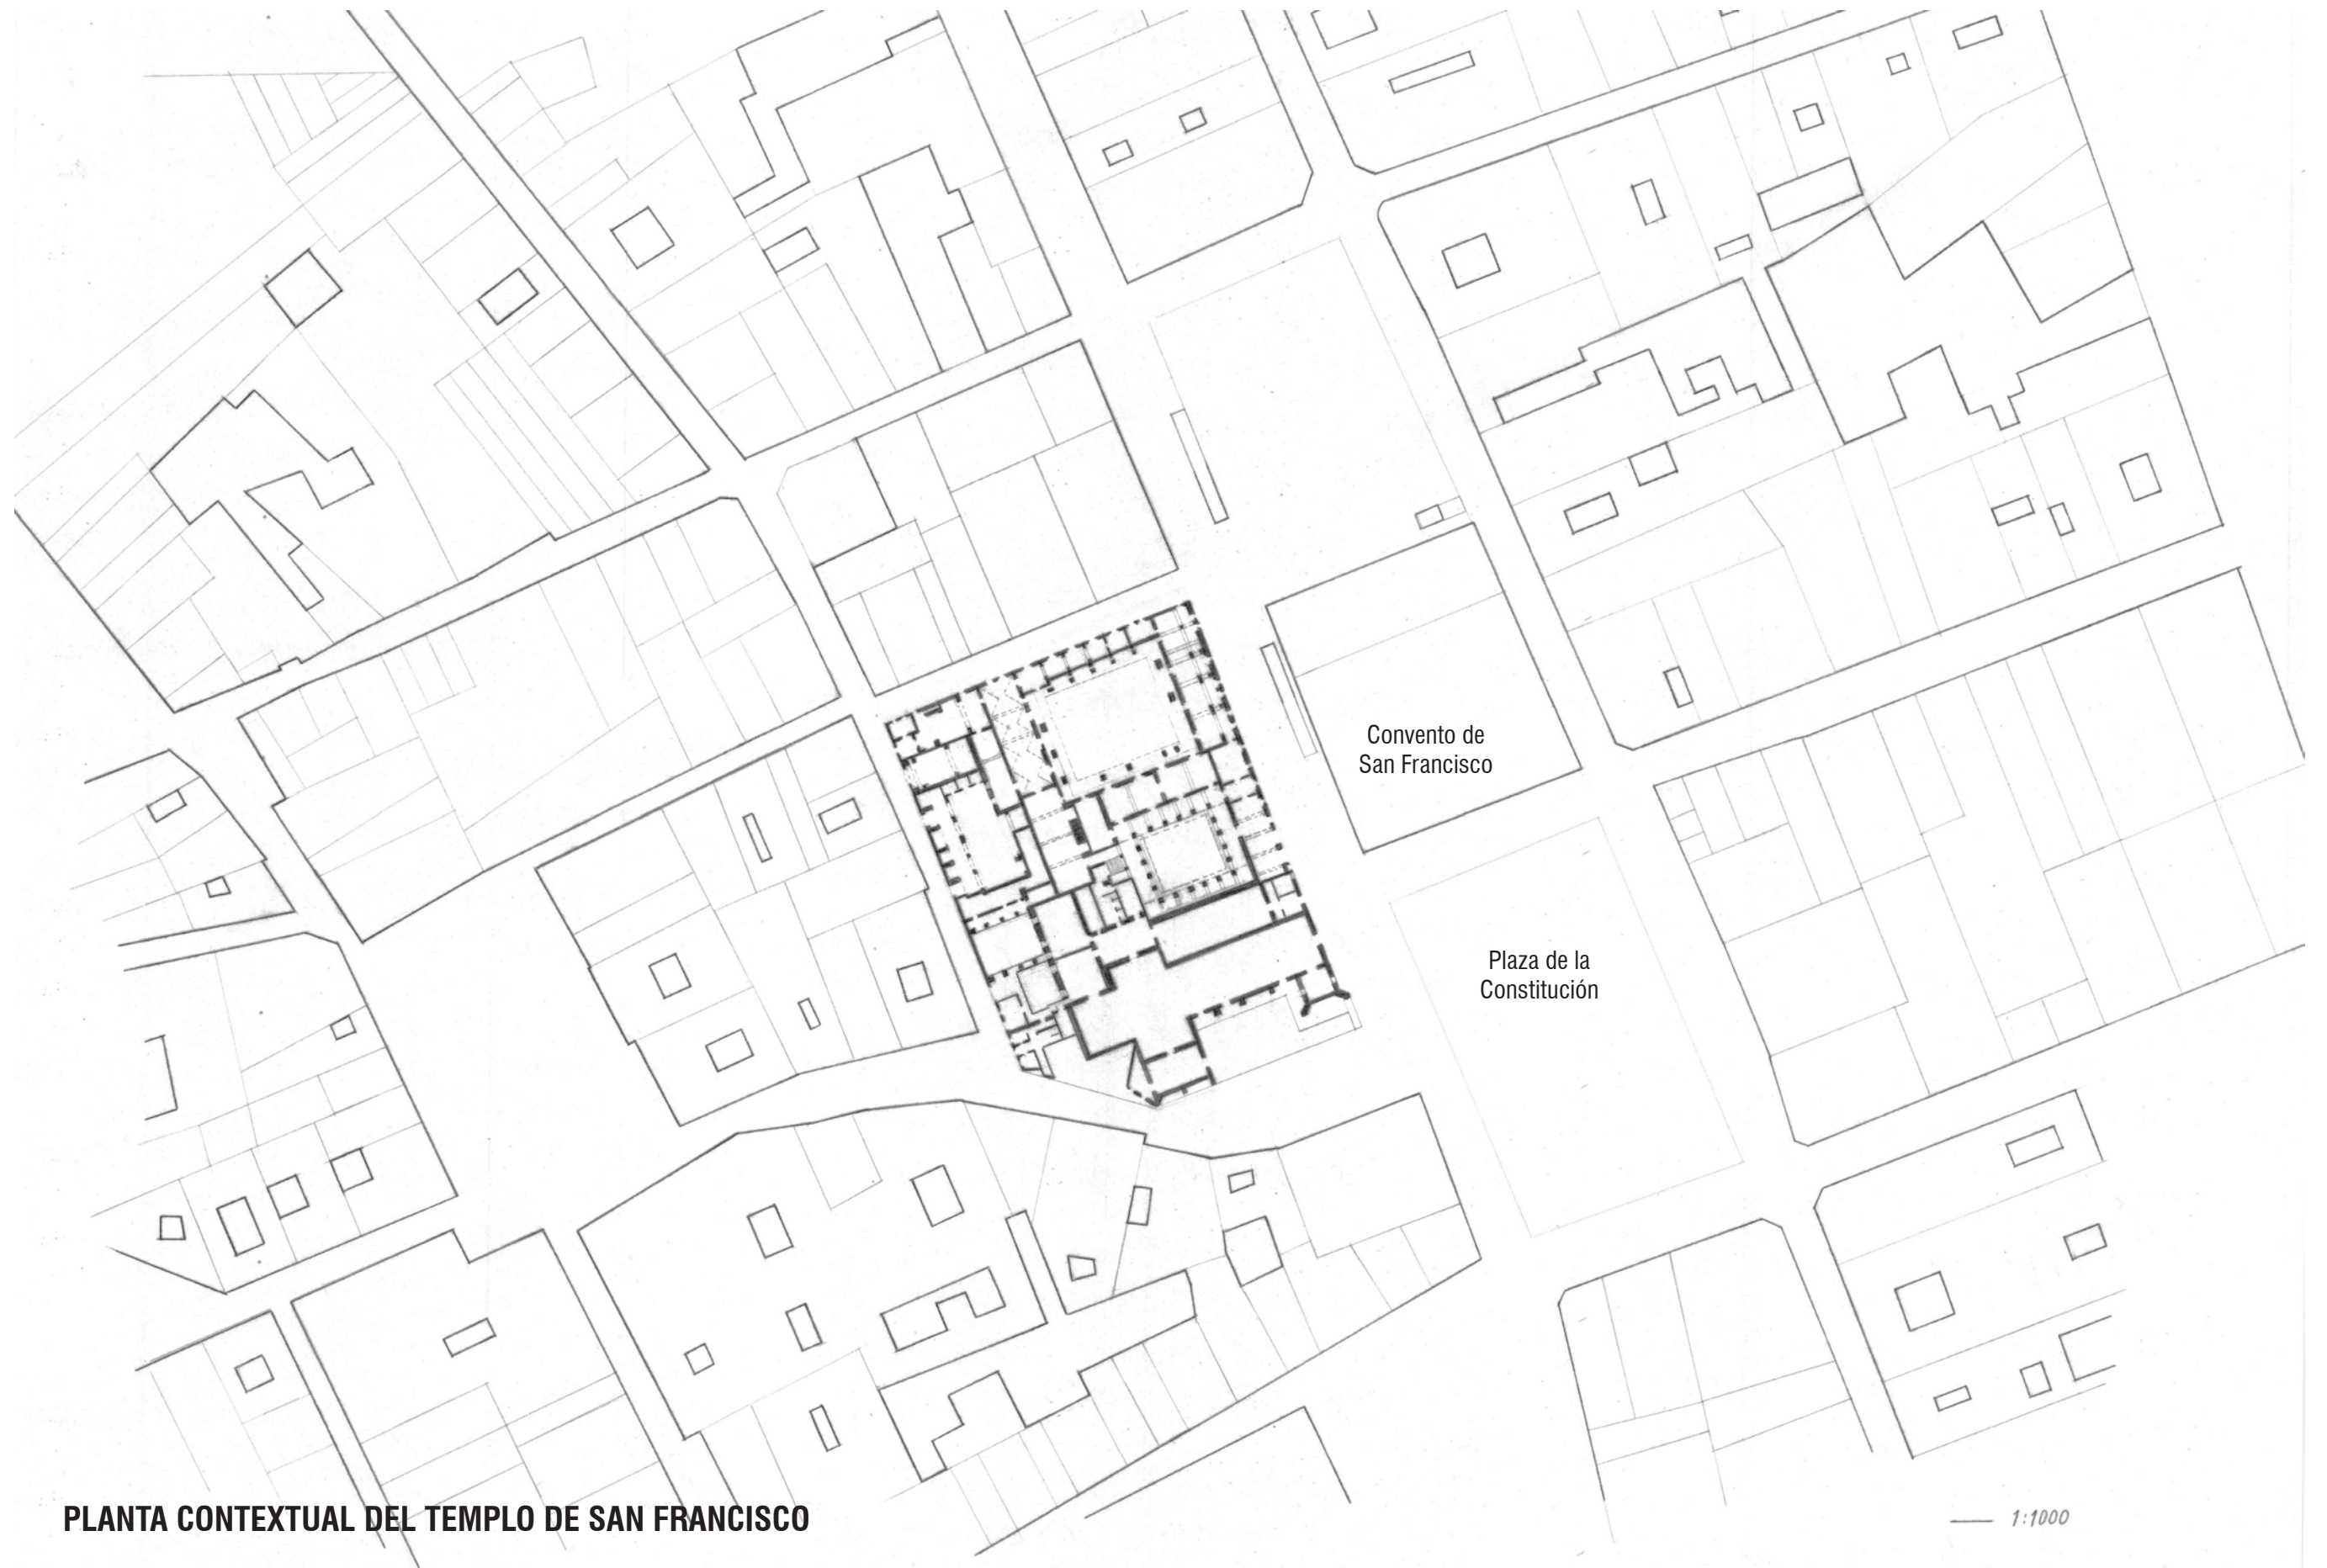 Convento de
San Francisco
Plaza de la
Constitución
PLANTA CONTEXTUAL DEL TEMPLO DE SAN FRANCISCO
1:1000